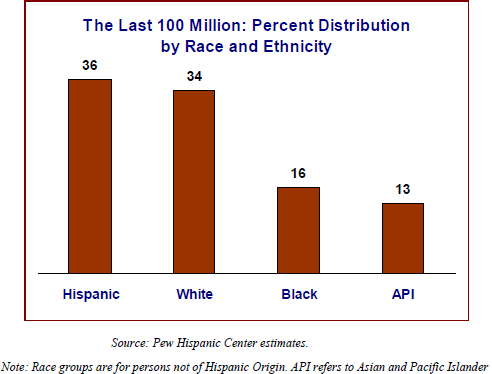 The Last 100 Million: Percent Distribution
by Race and Ethnicity
36
34
16
13
Hispanic White Black API
Source: Pew Hispanic Center estimates.
Note: Race groups are for persons not of Hispanic Origin. API refers to Asian and Pacific Islander